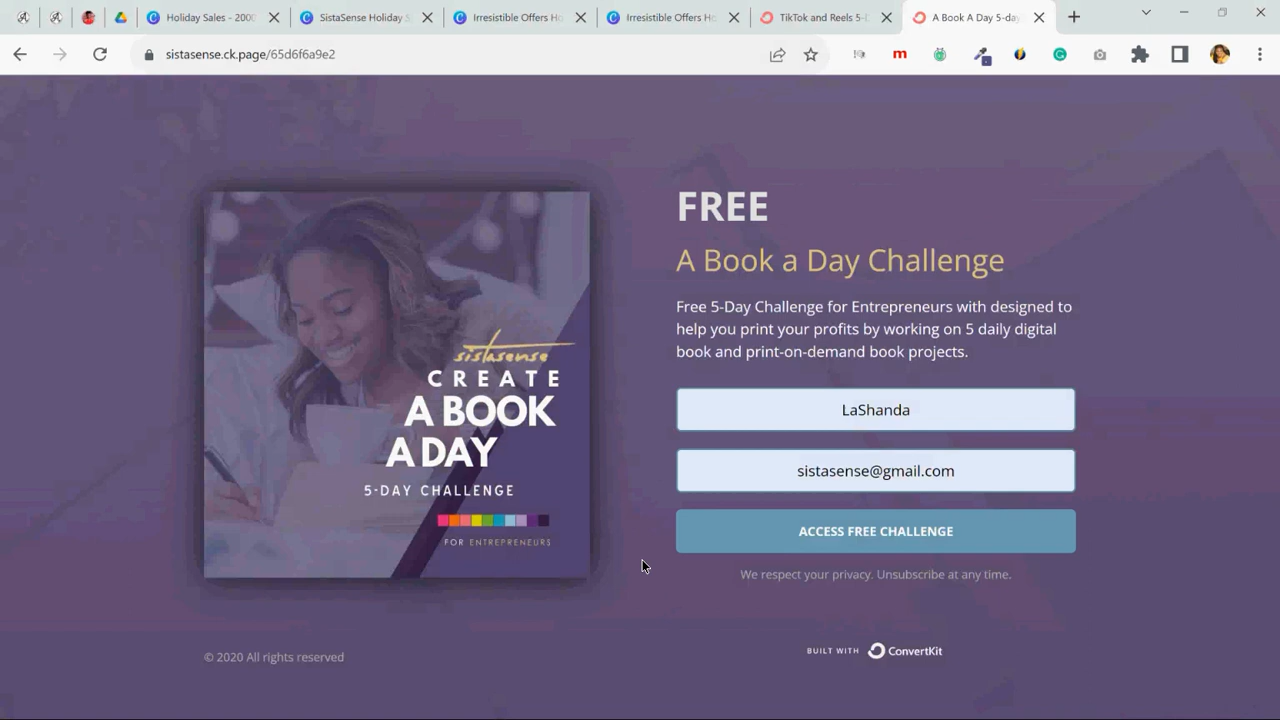 Holiday Sales - 2000
SistaSense Holiday S
Irresistible Offers Ho
Irresistible Offers Ho
TikTok and Reels 5-D
A Book A Day 5-day
sistasense.ck.page/65d6f6a9e2
FREE
A Book a Day Challenge
Free 5-Day Challenge for Entrepreneurs with designed to
help you print your profits by working on 5 daily digital
book and print-on-demand book projects.
LaShanda
sistasense@gmail.com
ACCESS FREE CHALLENGE
We respect your privacy. Unsubscribe at any time.
sistasense
CREATE
A BOOK
A DAY
5-DAY CHALLENGE
FOR ENTREPRENEURS
© 2020 All rights reserved
BUILT WITH ConvertKit